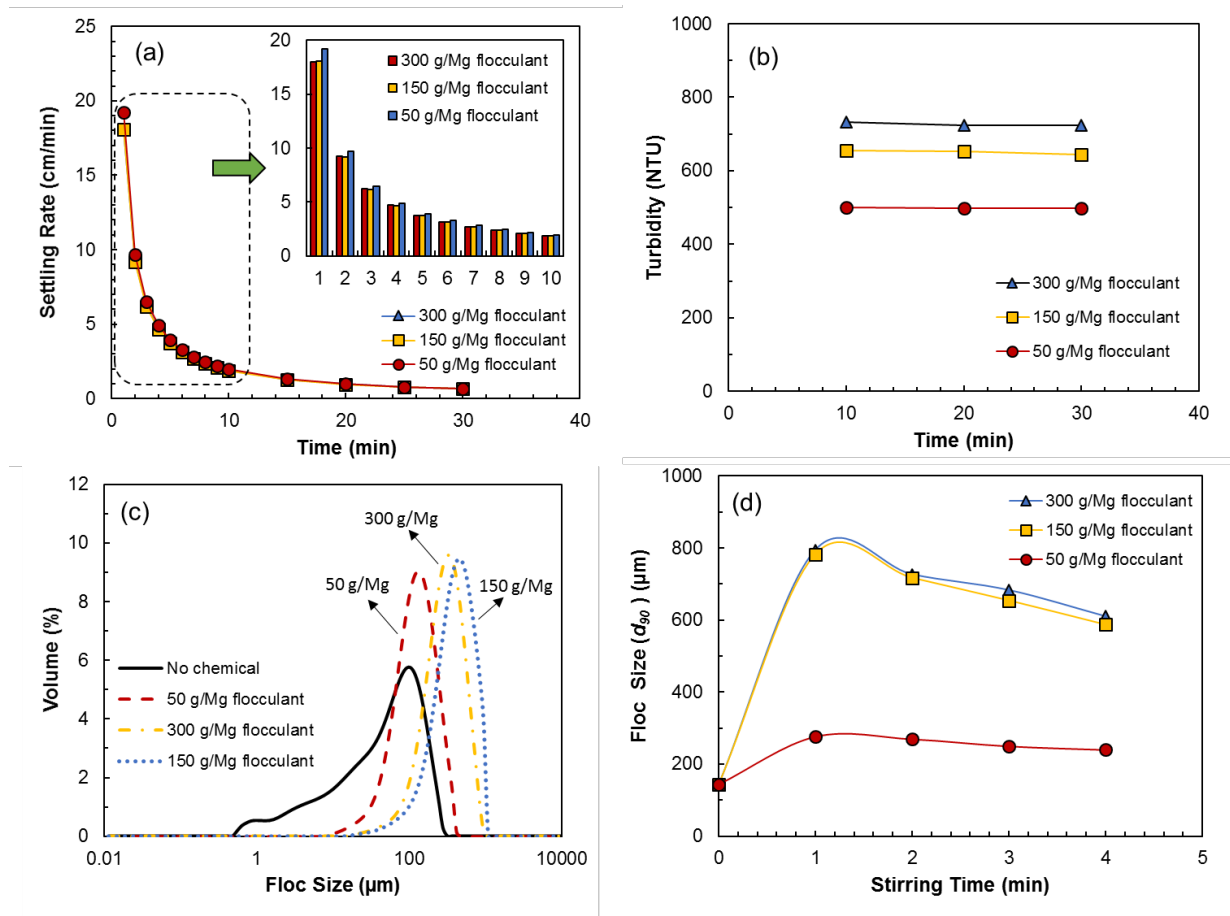 (a)
Settling Rate (cm/min)
25
20
15
10
5
0
0 10 20 30 40
Time (min)
20
15
10
5
0
1 2 3 4 5 6 7 8 9 10
300 g/Mg flocculant
150 g/Mg flocculant
50 g/Mg flocculant
300 g/Mg flocculant
150 g/Mg flocculant
50 g/Mg flocculant
(b)
Turbidity (NTU)
1000
800
600
400
200
0
0 10 20 30 40
Time (min)
300 g/Mg flocculant
150 g/Mg flocculant
50 g/Mg flocculant
(c)
Volume (%)
12
10
8
6
4
2
0
0.01 1 100 10000
Floc Size (µm)
300 g/Mg
50 g/Mg
150 g/Mg
No chemical
50 g/Mg flocculant
300 g/Mg flocculant
150 g/Mg flocculant
(d)
Floc Size (d90) (µm)
1000
800
600
400
200
0
0 1 2 3 4 5
Stirring Time (min)
300 g/Mg flocculant
150 g/Mg flocculant
50 g/Mg flocculant